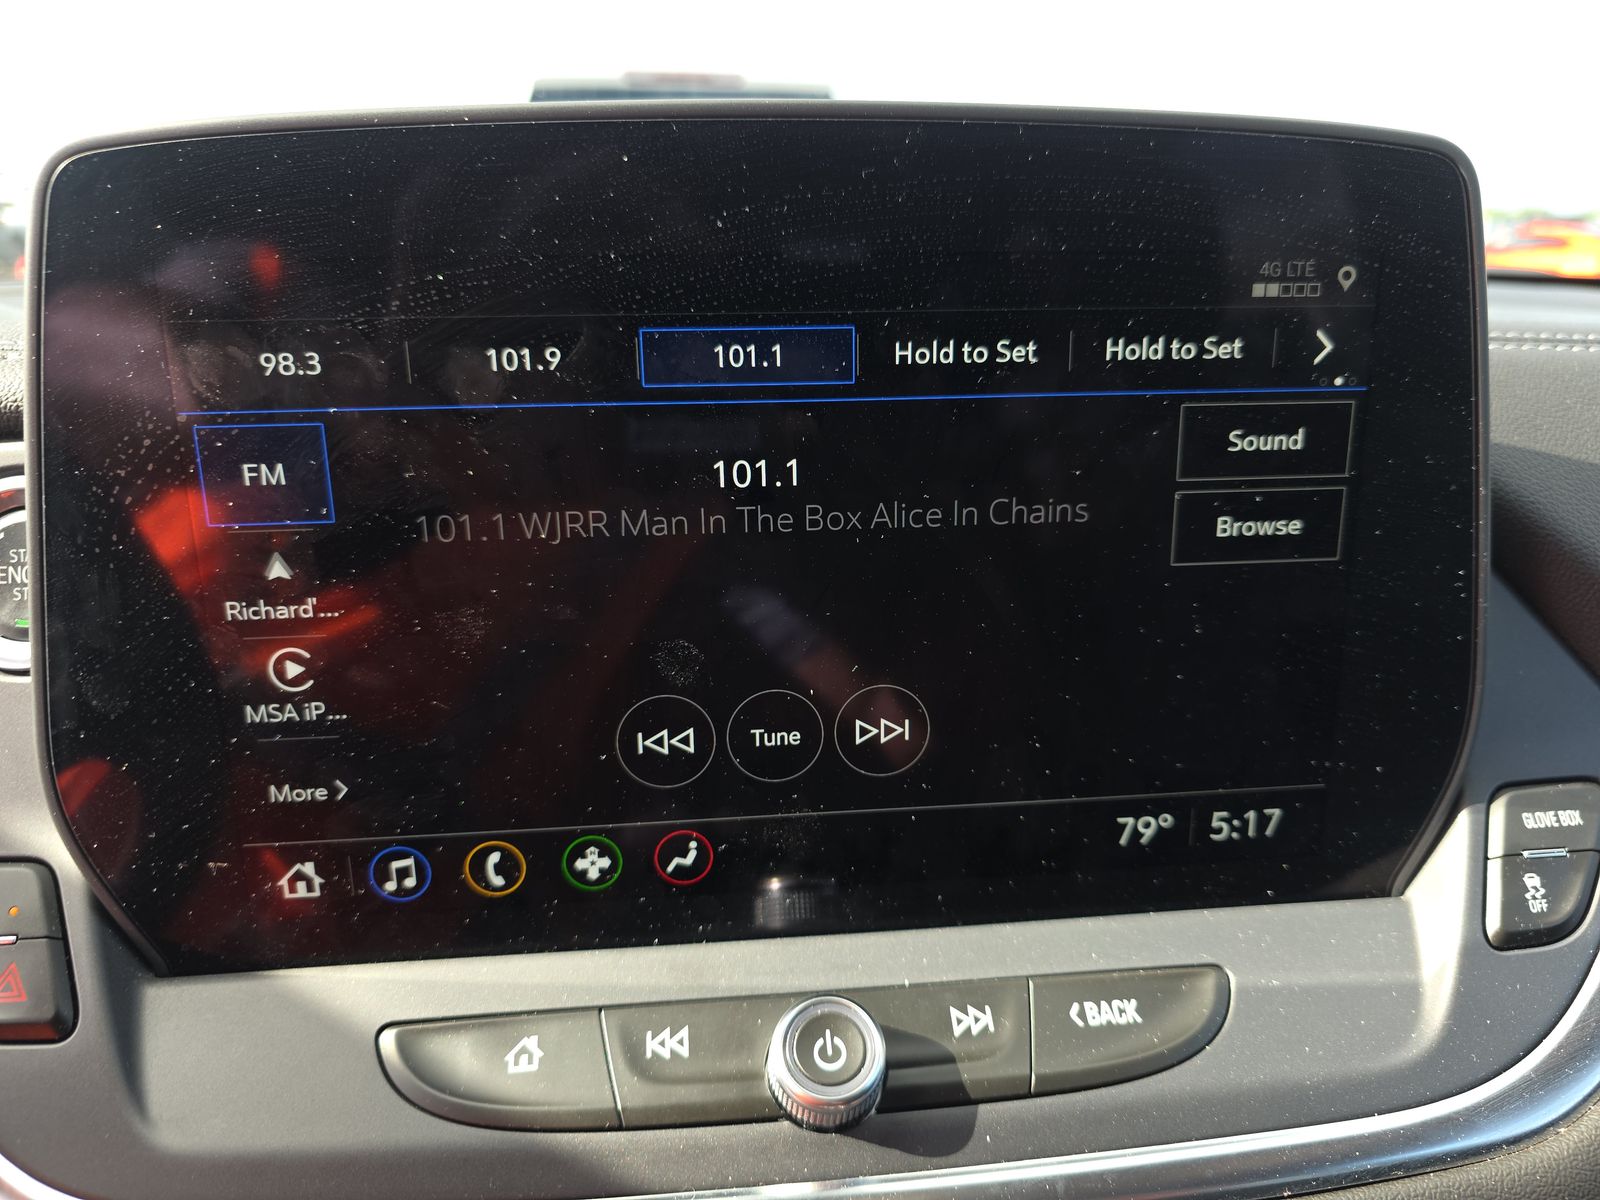 4G LTE
98.3
101.9
101.1
Hold to Set
Hold to Set
FM
101.1
Sound
101.1 WJRR Man In The Box Alice In Chains
Browse
Richard'...
MSA iP...
Tune
More
79° 5:17
GLOVE BOX
OFF
BACK